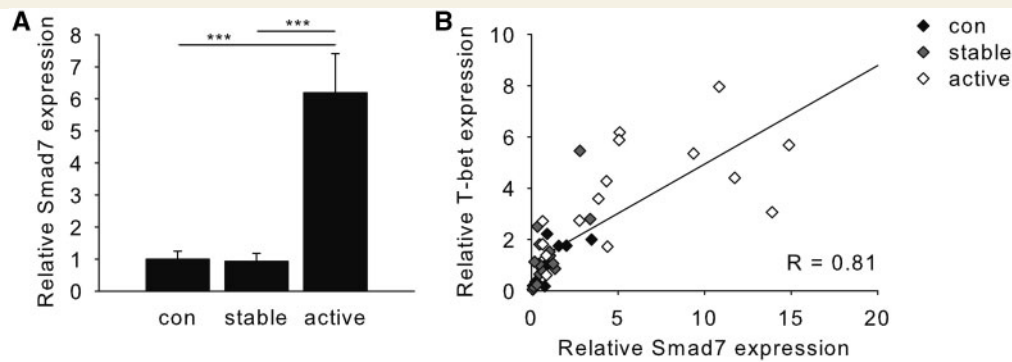 A
Relative Smad7 expression
8
7
6
5
4
3
2
1
0
***
***
con stable active
B
Relative T-bet expression
10
8
6
4
2
0
R = 0.81
0 5 10 15 20
Relative Smad7 expression
con
stable
active